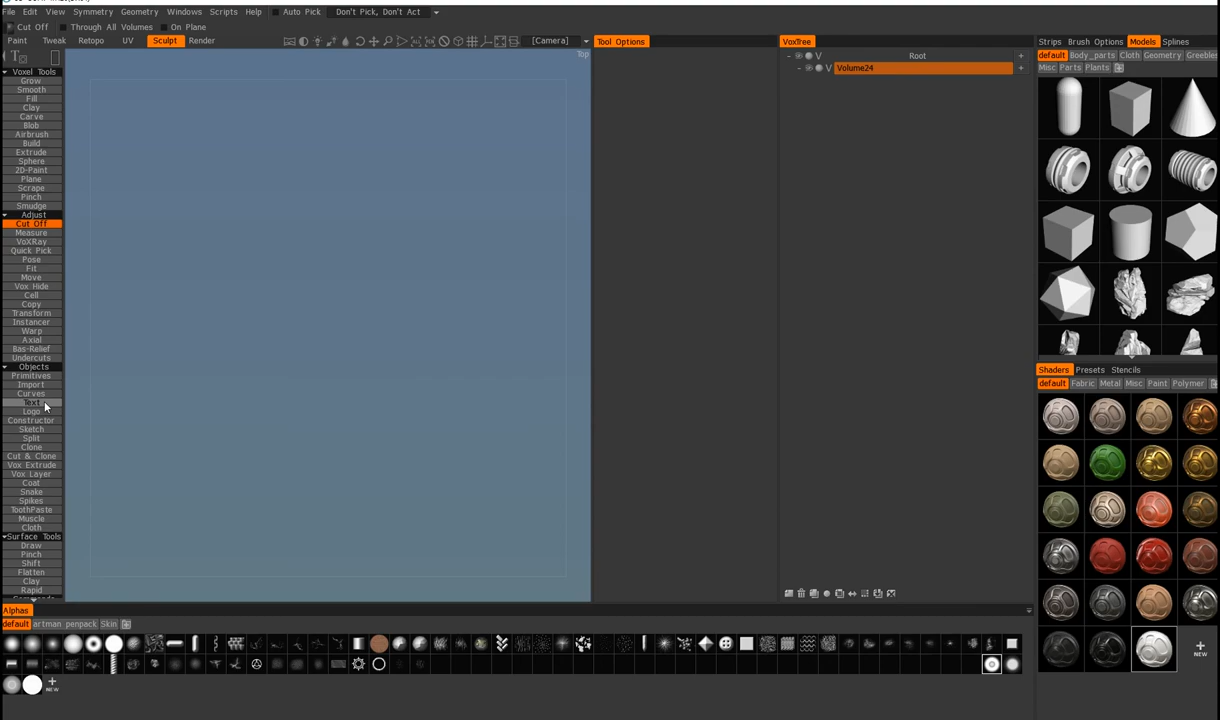 File Edit View Symmetry Geometry Windows Scripts Help Auto Pick Don't Pick, Don't Act
Cut Off Through All Volumes On Plane
Paint Tweak Retopo UV Sculpt Render [Camera] Tool Options VoxTree Strips Brush Options Models Splines
Top
Root
Volume24
default Body_parts Cloth Geometry Greebles
Misc Parts Plants
Voxel Tools
Grow
Smooth
Fill
Clay
Carve
Blob
Airbrush
Build
Extrude
Sphere
2D-Paint
Plane
Scrape
Pinch
Smudge
Adjust
Cut Off
Measure
VoXRay
Quick Pick
Pose
Fit
Move
Vox Hide
Cell
Copy
Transform
Instancer
Warp
Axial
Bas-Relief
Undercuts
Objects
Primitives
Import
Curves
Text
Logo
Constructor
Sketch
Split
Clone
Cut & Clone
Vox Extrude
Vox Layer
Coat
Snake
Spikes
ToothPaste
Muscle
Cloth
Surface Tools
Draw
Pinch
Shift
Flatten
Clay
Rapid
Shaders Presets Stencils
default Fabric Metal Misc Paint Polymer
NEW
Alphas
default artman penpack Skin
NEW